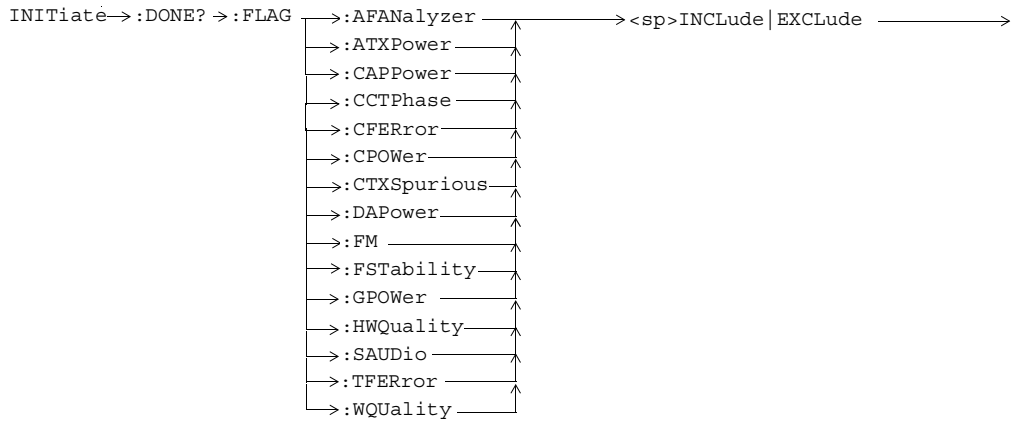 INITiate :DONE? :FLAG :AFANalyzer <sp>INCLude|EXCLude
:ATXPower
:CAPPower
:CCTPhase
:CFERror
:CPOWer
:CTXSpurious
:DAPower
:FM
:FSTability
:GPOWer
:HWQuality
:SAUDio
:TFERror
:WQUality